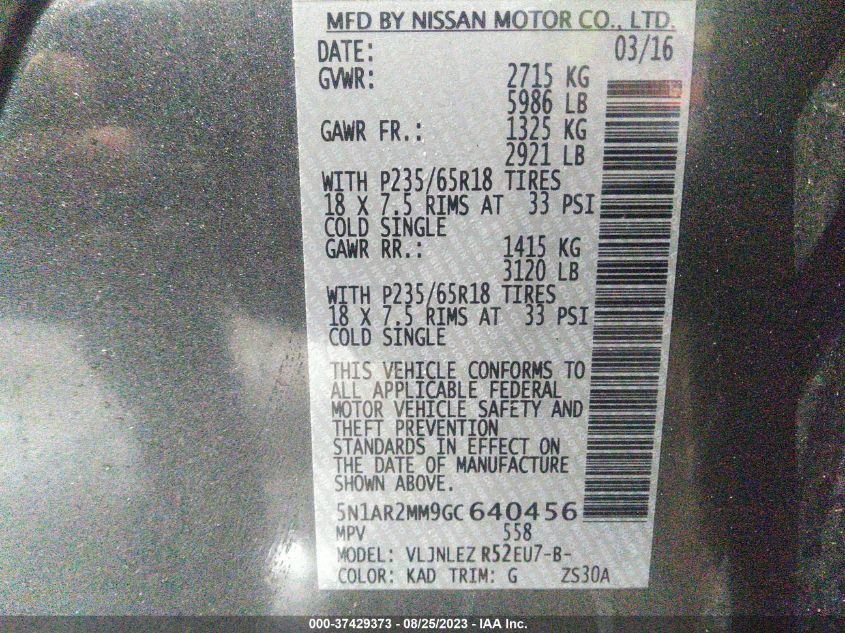 MFD BY NISSAN MOTOR CO., LTD.
DATE: 03/16
GVWR: 2715 KG
5986 LB
GAWR FR.: 1325 KG
2921 LB
WITH P235/65R18 TIRES
18 X 7.5 RIMS AT 33 PSI
COLD SINGLE
GAWR RR.: 1415 KG
3120 LB
WITH P235/65R18 TIRES
18 X 7.5 RIMS AT 33 PSI
COLD SINGLE
THIS VEHICLE CONFORMS TO
ALL APPLICABLE FEDERAL
MOTOR VEHICLE SAFETY AND
THEFT PREVENTION
STANDARDS IN EFFECT ON
THE DATE OF MANUFACTURE
SHOWN ABOVE.
5N1AR2MM9GC640456
MPV 558
MODEL: VLJNLEZ R52EU7-B-
COLOR: KAD TRIM: G ZS30A
000-37429373 - 08/25/2023 - IAA Inc.